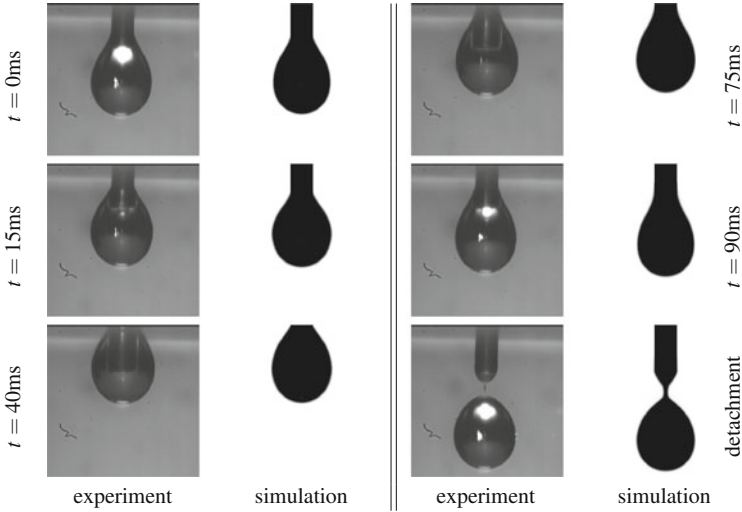 t = 0ms
t = 15ms
t = 40ms
experiment simulation
t = 75ms
t = 90ms
detachment
experiment simulation